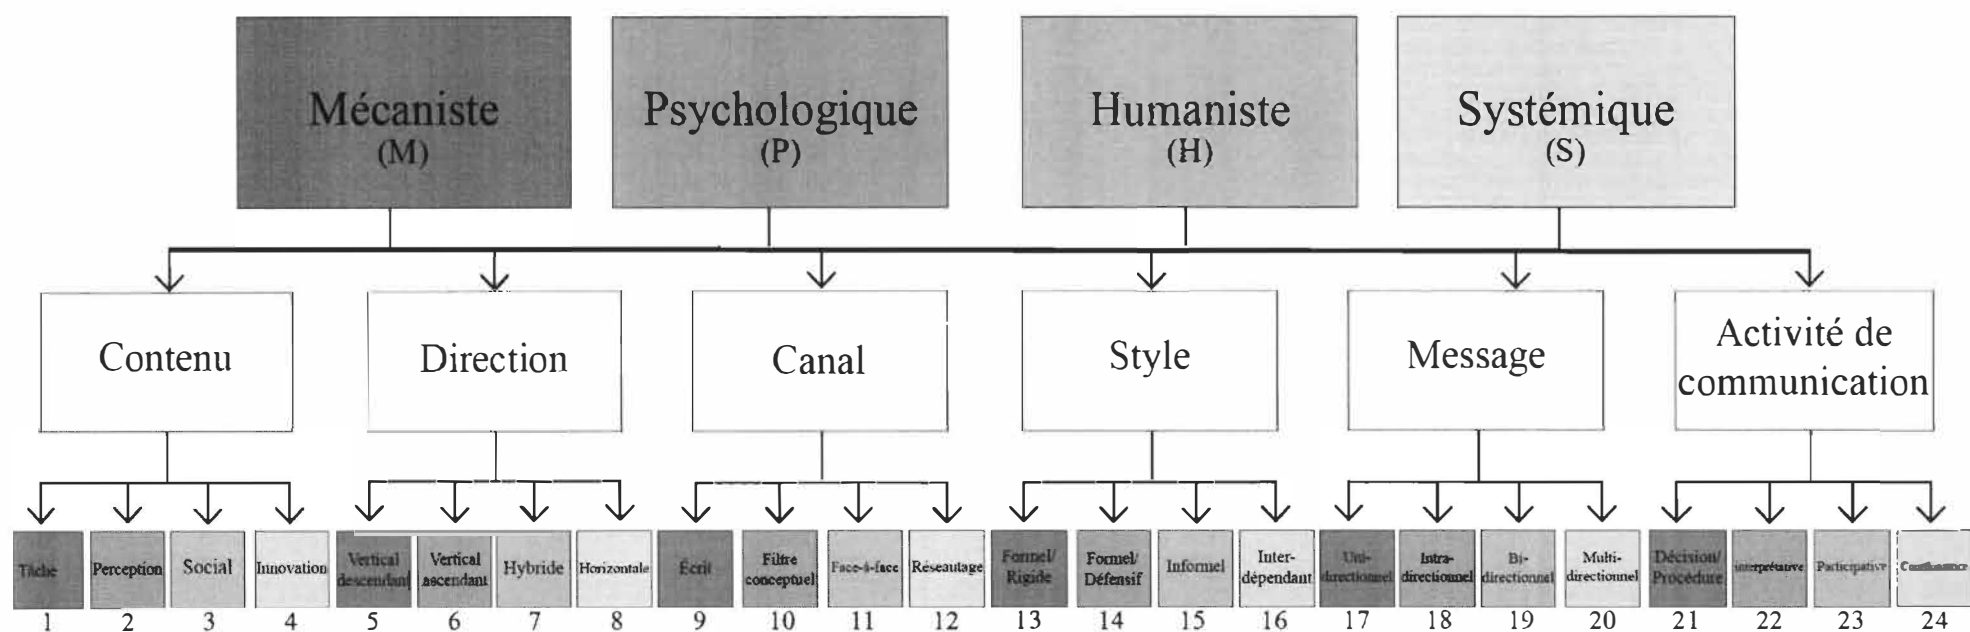 Mécaniste
(M)
Psychologique
(P)
Humaniste
(H)
Systémique
(S)
Contenu
Direction
Canal
Style
Message
Activité de
communication
Tâche
Perception
Social
Innovation
Vertical
descendant
Vertical
ascendant
Hybride
Horizontale
Écrit
Filtre
conceptuel
Face-à-face
Réseautage
Formel/
Rigide
Formel/
Défensif
Informel
Inter-
dépendant
Uni-
directionnel
Intra-
directionnel
Bi-
directionnel
Multi-
directionnel
Décision/
Procédure
interprétative
Participative
1
2
3
4
5
6
7
8
9
10
11
12
13
14
15
16
17
18
19
20
21
22
23
24